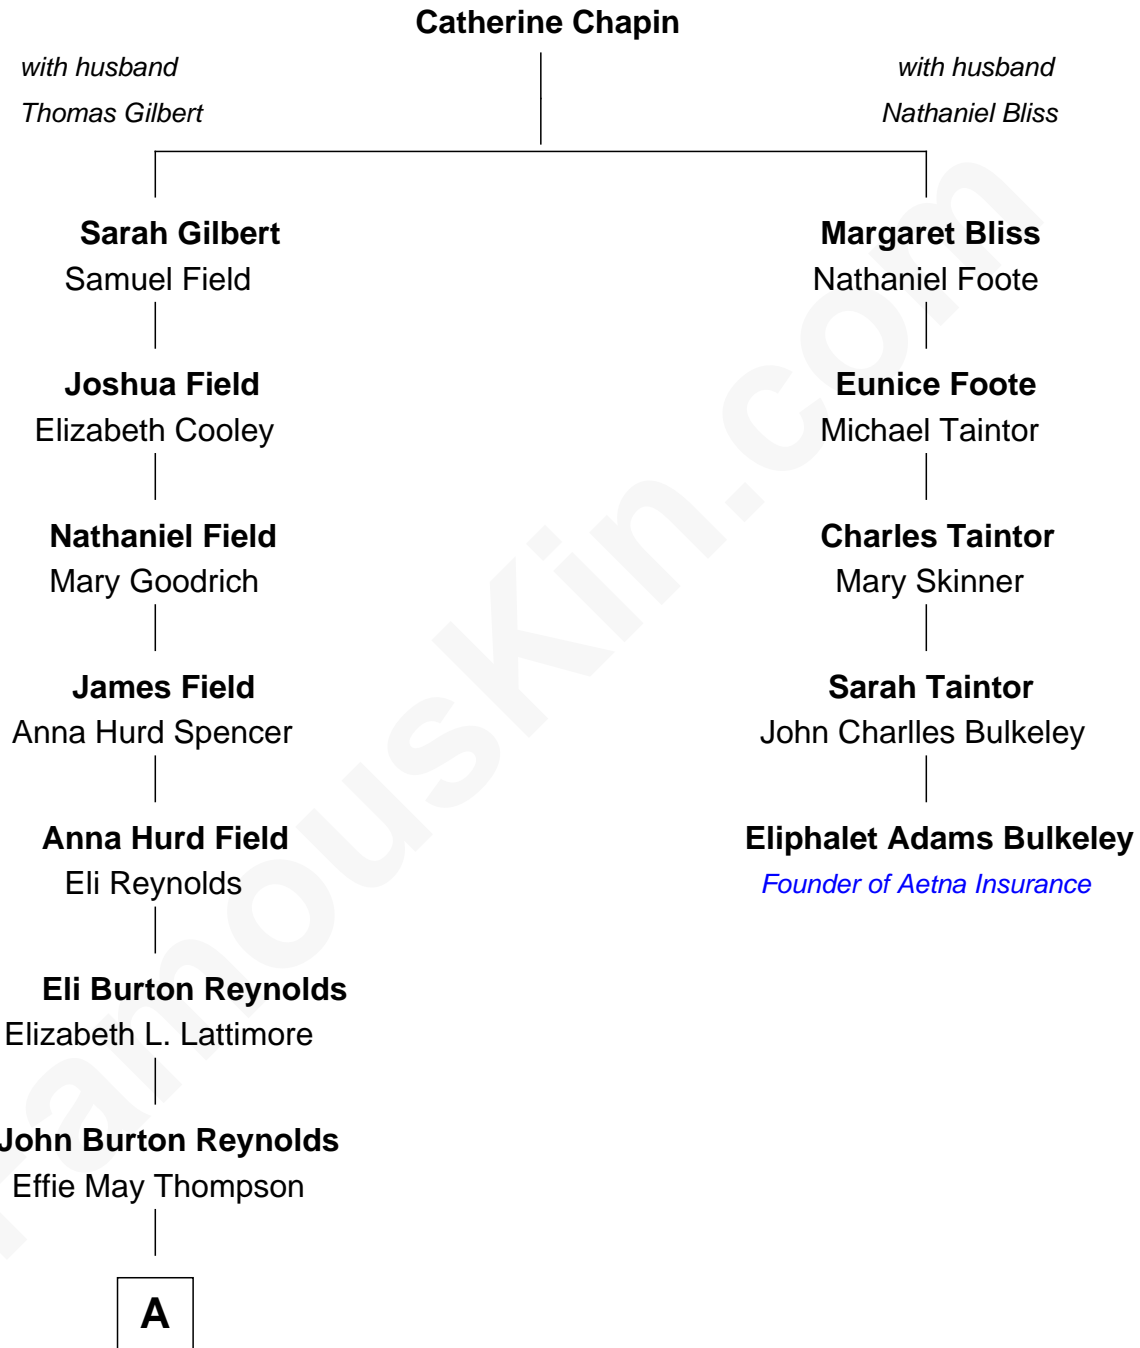 Catherine Chapin
with husband
Thomas Gilbert
with husband
Nathaniel Bliss
Sarah Gilbert
Samuel Field
Margaret Bliss
Nathaniel Foote
Joshua Field
Elizabeth Cooley
Eunice Foote
Michael Taintor
Nathaniel Field
Mary Goodrich
Charles Taintor
Mary Skinner
James Field
Anna Hurd Spencer
Sarah Taintor
John Charlles Bulkeley
Anna Hurd Field
Eli Reynolds
Eliphalet Adams Bulkeley
Founder of Aetna Insurance
Eli Burton Reynolds
Elizabeth L. Lattimore
John Burton Reynolds
Effie May Thompson
A
FamousKin.com